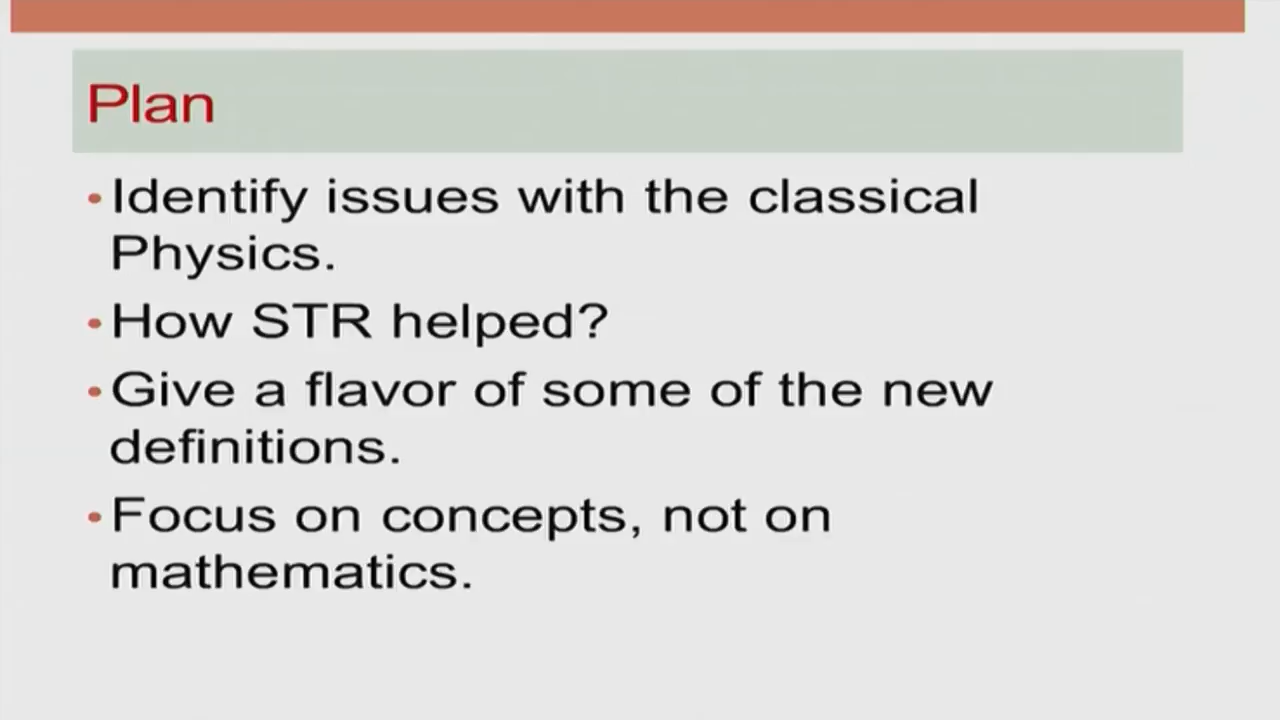 Plan
•Identify issues with the classical
Physics.
•How STR helped?
•Give a flavor of some of the new
definitions.
•Focus on concepts, not on
mathematics.